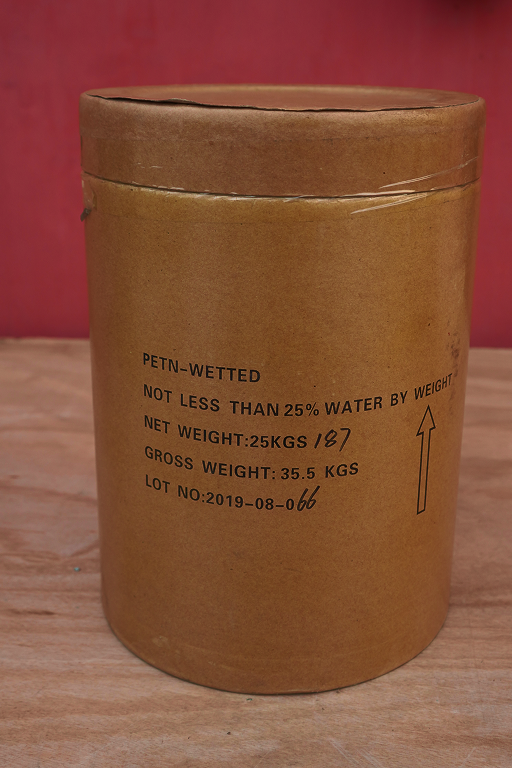 PETN-WETTED
NOT LESS THAN 25% WATER BY WEIGHT
NET WEIGHT:25KGS 187
GROSS WEIGHT: 35.5 KGS
LOT NO:2019-08-066